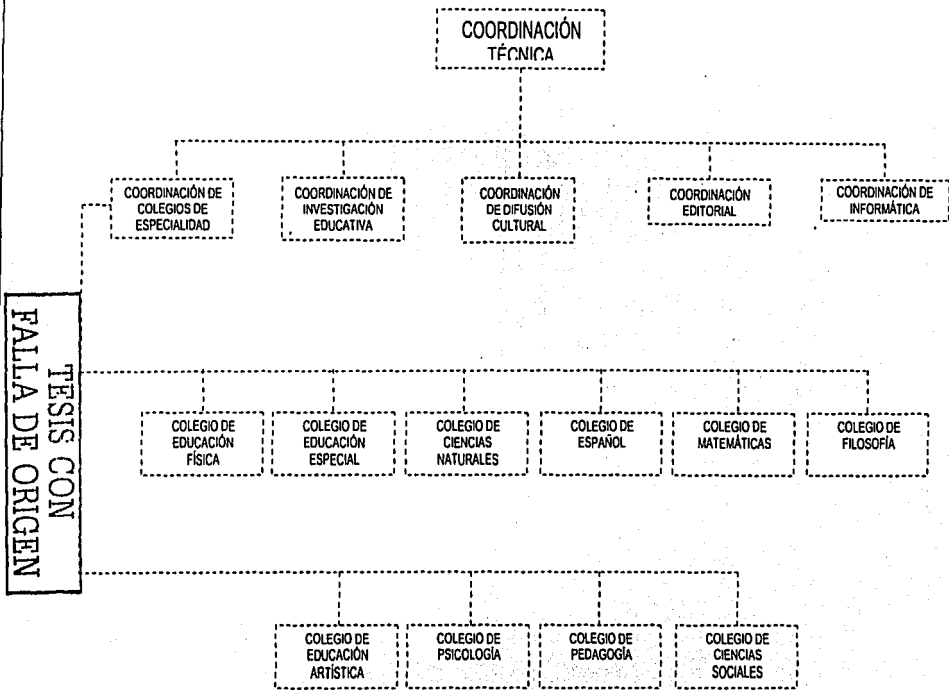 COORDINACIÓN
TÉCNICA
COORDINACIÓN DE
COLEGIOS DE
ESPECIALIDAD
COORDINACIÓN DE
INVESTIGACIÓN
EDUCATIVA
COORDINACIÓN
DE DIFUSIÓN
CULTURAL
COORDINACIÓN
EDITORIAL
COORDINACIÓN DE
INFORMÁTICA
TESIS CON
FALLA DE ORIGEN
COLEGIO DE
EDUCACIÓN
FÍSICA
COLEGIO DE
EDUCACIÓN
ESPECIAL
COLEGIO DE
CIENCIAS
NATURALES
COLEGIO DE
ESPAÑOL
COLEGIO DE
MATEMÁTICAS
COLEGIO DE
FILOSOFÍA
COLEGIO DE
EDUCACIÓN
ARTÍSTICA
COLEGIO DE
PSICOLOGÍA
COLEGIO DE
PEDAGOGÍA
COLEGIO DE
CIENCIAS
SOCIALES